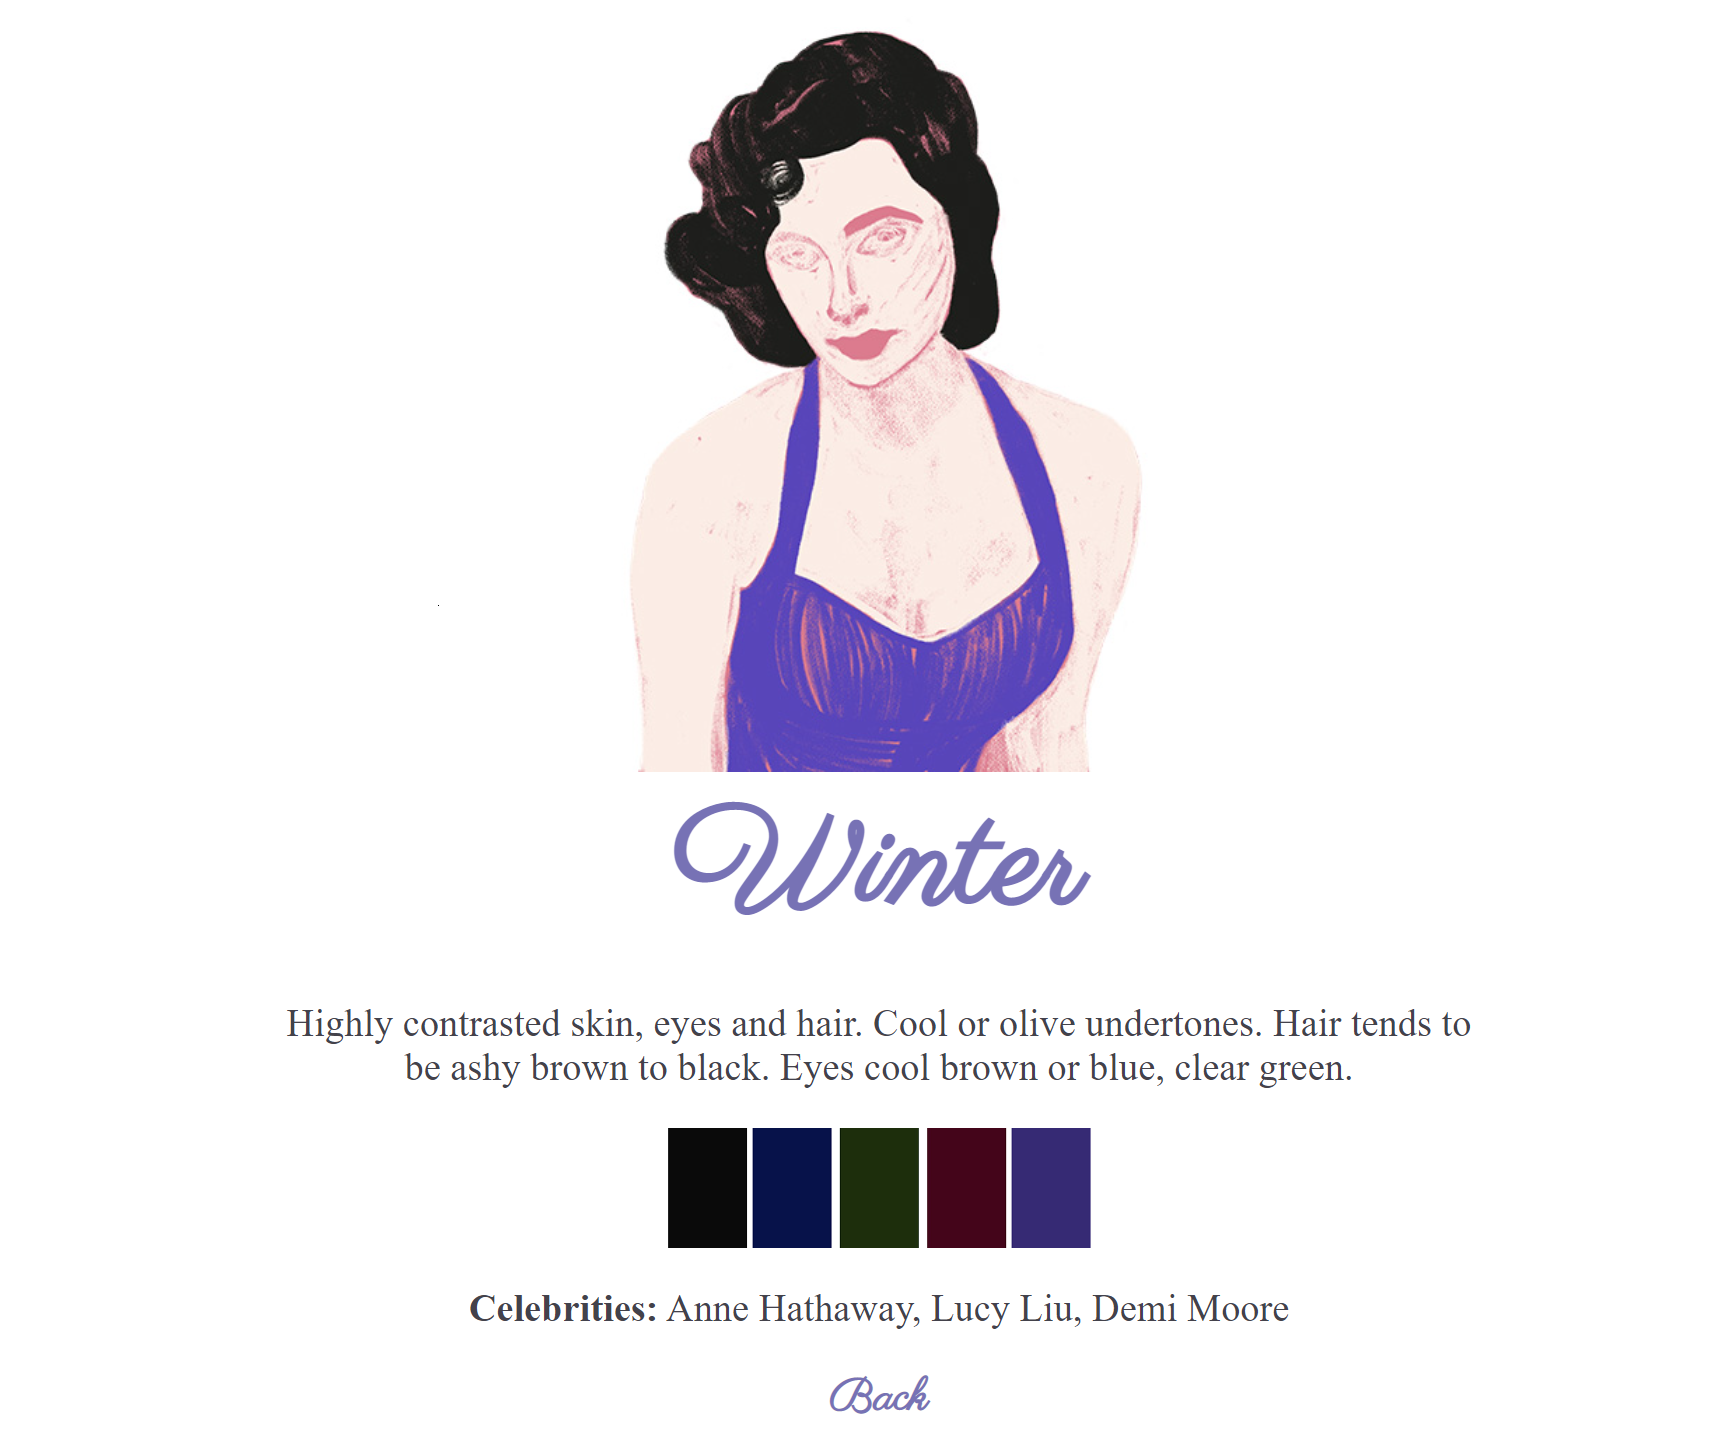 Winter
Highly contrasted skin, eyes and hair. Cool or olive undertones. Hair tends to
be ashy brown to black. Eyes cool brown or blue, clear green.
Celebrities: Anne Hathaway, Lucy Liu, Demi Moore
Back